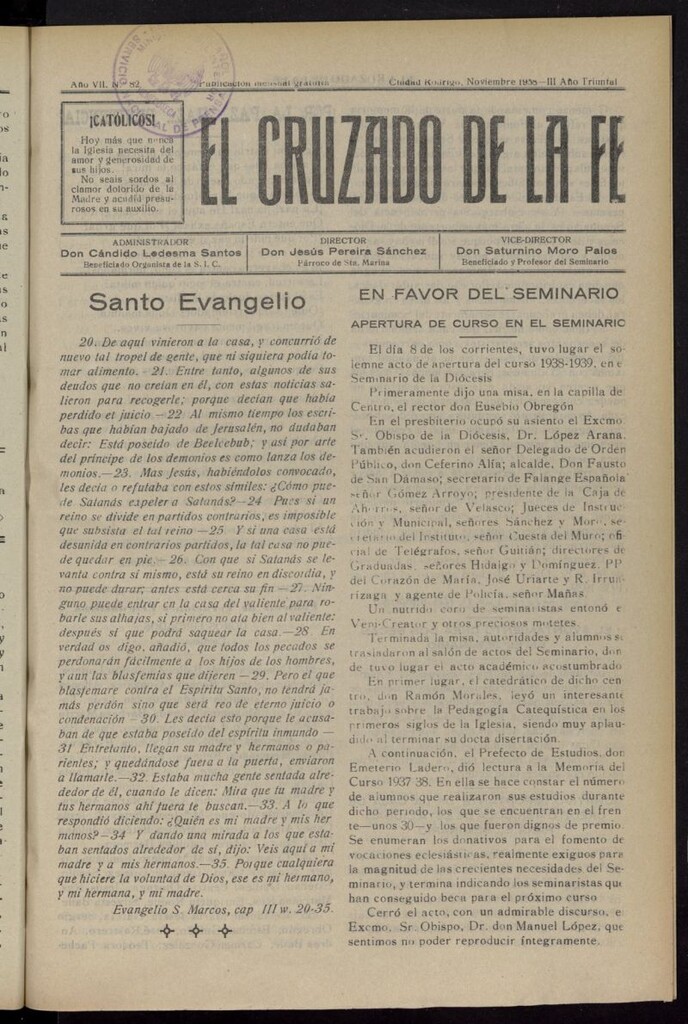 Año VII. Nº 82 Publicación mensual gratuita Ciudad Rodrigo, Noviembre 1938—III Año Triunfal
¡CATÓLICOS!
Hoy más que nunca
la Iglesia necesita del
amor y generosidad de
sus hijos.
No seais sordos al
clamor dolorido de la
Madre y acudid presu-
rosos en su auxilio.
EL CRUZADO DE LA FE
ADMINISTRADOR
Don Cándido Ledesma Santos
Beneficiado Organista de la S. I. C.
DIRECTOR
Don Jesús Pereira Sánchez
Párroco de Sta. Marina
VICE-DIRECTOR
Don Saturnino Moro Palos
Beneficiado y Profesor del Seminario
Santo Evangelio
20. De aquí vinieron a la casa, y concurrió de
nuevo tal tropel de gente, que ni siquiera podía to-
mar alimento. - 21. Entre tanto, algunos de sus
deudos que no creían en él, con estas noticias sa-
lieron para recogerle; porque decían que había
perdido el juicio — 22 Al mismo tiempo los escri-
bas que habían bajado de Jerusalén, no dudaban
decir: Está poseido de Beelcebub; y así por arte
del príncipe de los demonios es como lanza los de-
monios.—23. Mas Jesús, habiéndolos convocado,
les decía o refutaba con estos símiles: ¿Cómo pue-
de Satanás expeler a Satanás?—24 Pues si un
reino se divide en partidos contrarios, es imposible
que subsista el tal reino —25 Y si una casa está
desunida en contrarios partidos, la tal casa no pue-
de quedar en pie.—26. Con que si Satanás se le-
vanta contra sí mismo, está su reino en discordia, y
no puede durar; antes está cerca su fin —27. Nin-
guno puede entrar en la casa del valiente para ro-
barle sus alhajas, si primero no ata bien al valiente:
después sí que podrá saquear la casa.—28 En
verdad os digo, añadió, que todos los pecados se
perdonarán fácilmente a los hijos de los hombres,
y aun las blasfemias que dijeren — 29. Pero el que
blasfemare contra el Espíritu Santo, no tendrá ja-
más perdón sino que será reo de eterno juicio o
condenación - 30. Les decía esto porque le acusa-
ban de que estaba poseído del espíritu inmundo —
31 Entretanto, llegan su madre y hermanos o pa-
rientes; y quedándose fuera a la puerta, enviaron
a llamarle.—32. Estaba mucha gente sentada alre-
dedor de él, cuando le dicen: Mira que tu madre y
tus hermanos ahí fuera te buscan.—33. A lo que
respondió diciendo: ¿Quién es mi madre y mis her
manos?—34 Y dando una mirada a los que esta-
ban sentados alrededor de sí, dijo: Veis aquí a mi
madre y a mis hermanos.—35. Porque cualquiera
que hiciere la voluntad de Dios, ese es mi hermano,
y mi hermana, y mi madre.
Evangelio S. Marcos, cap III w. 20-35.
EN FAVOR DEL SEMINARIO
APERTURA DE CURSO EN EL SEMINARIO
El día 8 de los corrientes, tuvo lugar el so
lemne acto de apertura del curso 1938-1939, en e
Seminario de la Diócesis
Primeramente dijo una misa, en la capilla de
Centro, el rector don Eusebio Obregón
En el presbiterio ocupó su asiento el Excmo
Sr. Obispo de la Diócesis, Dr. López Arana.
También acudieron el señor Delegado de Orden
Público, don Ceferino Alfa; alcalde, Don Fausto
de San Dámaso; secretario de Falange Española
señor Gómez Arroyo; presidente de la Caja de
Ahorros, señor de Velasco; Jueces de Instruc
ción y Municipal, señores Sánchez y Moro, se
cretario del Instituto, señor Cuesta del Muro; ofi
cial de Telégrafos, señor Guitián; directores de
Graduadas, señores Hidalgo y Domínguez, PP
del Corazón de María, José Uriarte y R. Irrua
rizaga y agente de Policía, señor Mañas
Un nutrido coro de seminaristas entonó e
Veni-Creator y otros preciosos motetes
Terminada la misa, autoridades y alumnos s
trasladaron al salón de actos del Seminario, don
de tuvo lugar el acto académico acostumbrado
En primer lugar, el catedrático de dicho cen
tro, don Ramón Morales, leyó un interesante
trabajo sobre la Pedagogía Catequística en los
primeros siglos de la Iglesia, siendo muy aplau-
dido al terminar su docta disertación.
A continuación, el Prefecto de Estudios, don
Emeterio Ladero, dió lectura a la Memoria del
Curso 1937 38. En ella se hace constar el número
de alumnos que realizaron sus estudios durante
dicho periodo, los que se encuentran en el fren
te—unos 30—y los que fueron dignos de premio.
Se enumeran los donativos para el fomento de
vocaciones eclesiásticas, realmente exiguos para
la magnitud de las crecientes necesidades del Se-
minario, y termina indicando los seminaristas que
han conseguido beca para el próximo curso
Cerró el acto, con un admirable discurso, e
Excmo. Sr. Obispo, Dr. don Manuel López, que
sentimos no poder reproducir íntegramente.